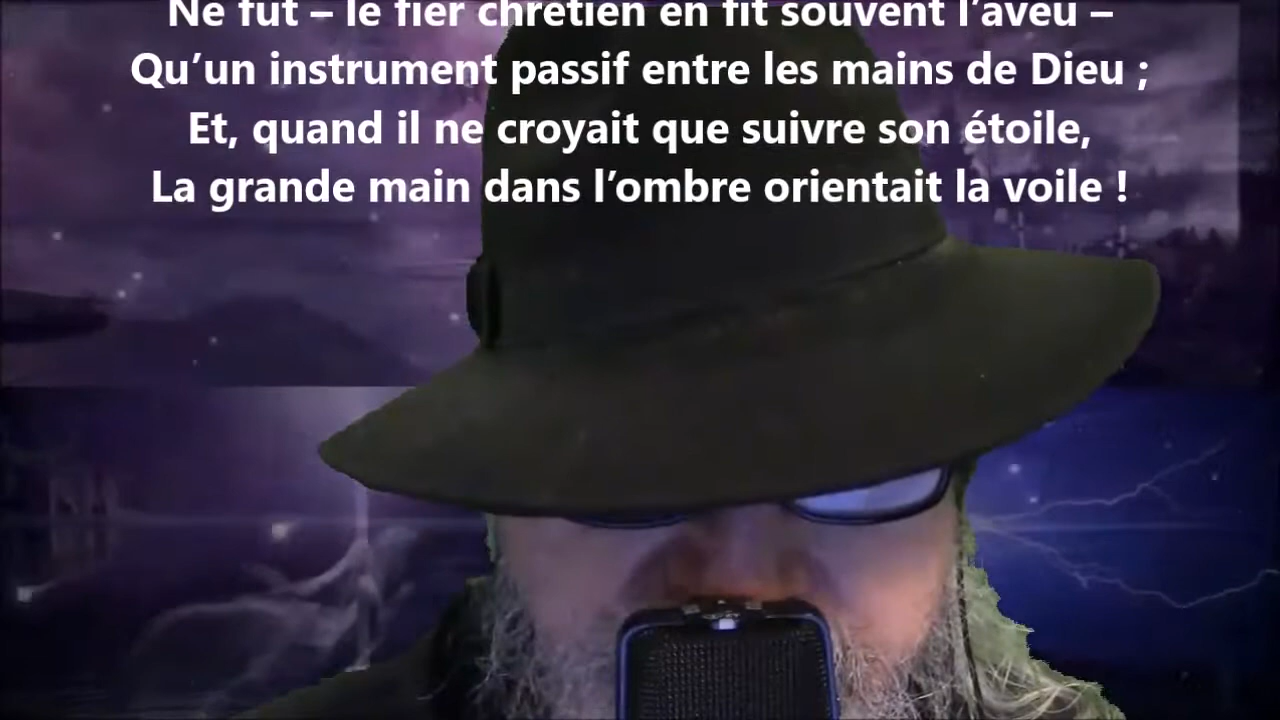 Ne fut – le fier chrétien en fit souvent l’aveu –
Qu’un instrument passif entre les mains de Dieu ;
Et, quand il ne croyait que suivre son étoile,
La grande main dans l’ombre orientait la voile !